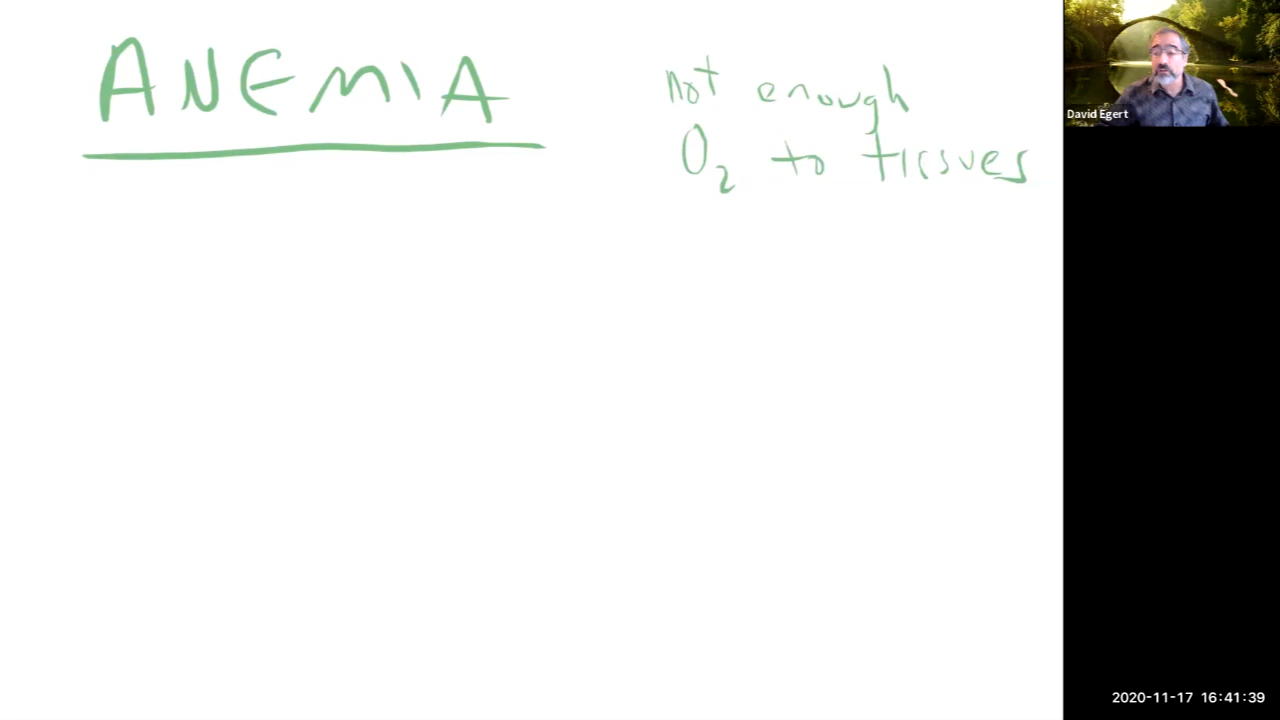 ANEMIA
not enough
O₂ to tissues
David Egert
2020-11-17 16:41:39